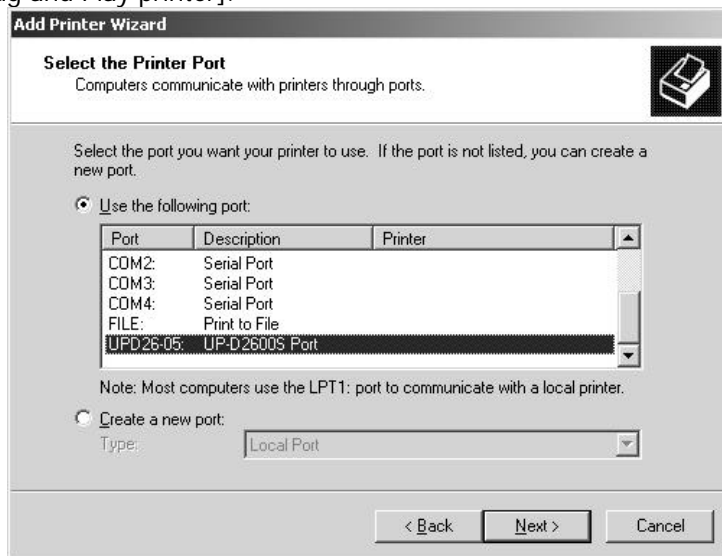 and Play printer].
Add Printer Wizard
Select the Printer Port
Computers communicate with printers through ports.
Select the port you want your printer to use. If the port is not listed, you can create a
new port.
Use the following port:
Port Description Printer
COM2: Serial Port
COM3: Serial Port
COM4: Serial Port
FILE: Print to File
UPD26-05: UP-D2600S Port
Note: Most computers use the LPT1: port to communicate with a local printer.
Create a new port:
Type: Local Port
< Back Next > Cancel